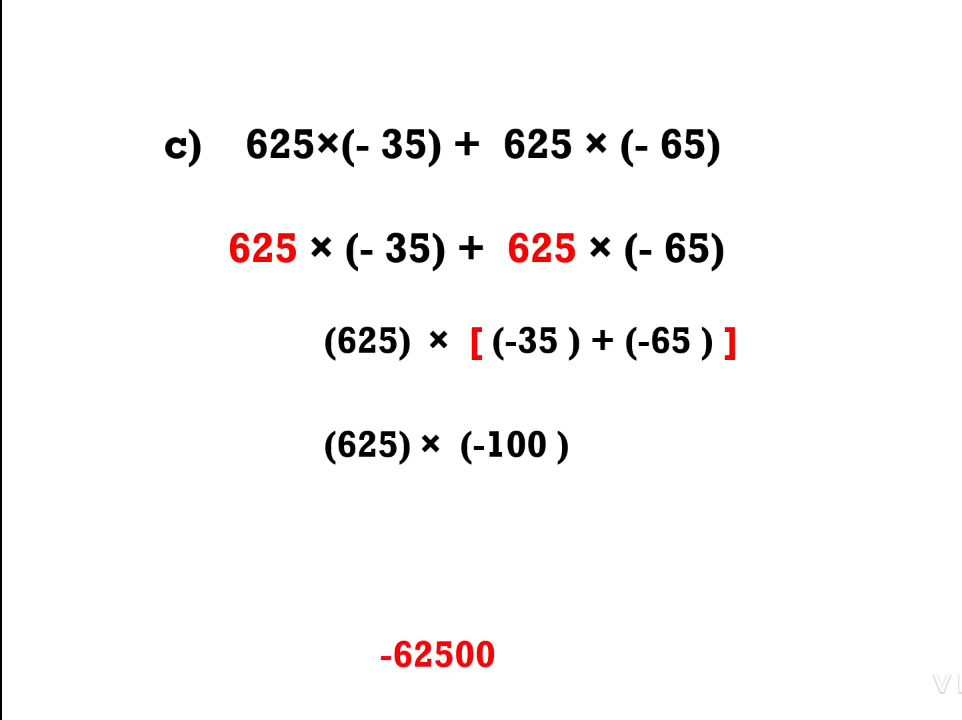 c) 625×(- 35) + 625 × (- 65)
625 × (- 35) + 625 × (- 65)
(625) × [ (-35 ) + (-65 ) ]
(625) × (-100 )
-62500